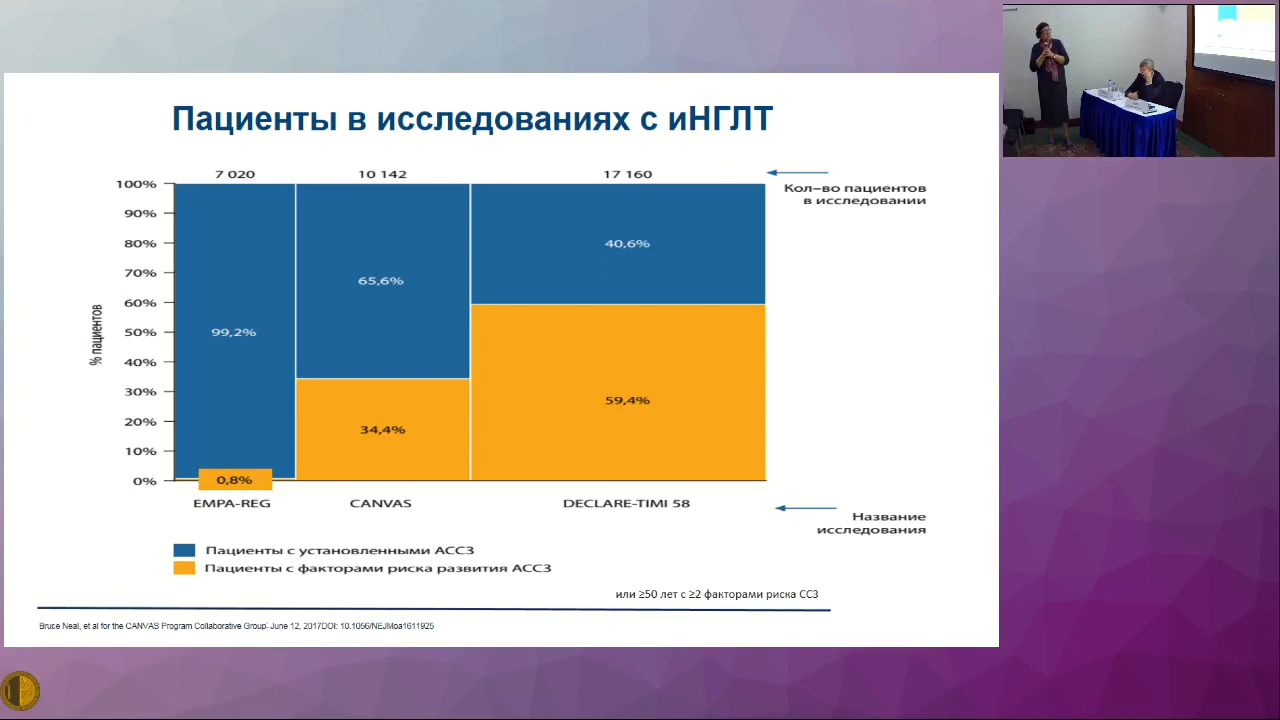 Пациенты в исследованиях с иНГЛТ
7 020
10 142
17 160
Кол-во пациентов
в исследовании
% пациентов
100%
90%
80%
70%
60%
50%
40%
30%
20%
10%
0%
99,2%
65,6%
40,6%
0,8%
34,4%
59,4%
EMPA-REG
CANVAS
DECLARE-TIMI 58
Название
исследования
Пациенты с установленными АССЗ
Пациенты с факторами риска развития АССЗ
или ≥50 лет с ≥2 факторами риска ССЗ
Bruce Neal, et al for the CANVAS Program Collaborative Group: June 12, 2017DOI: 10.1056/NEJMoa1611925